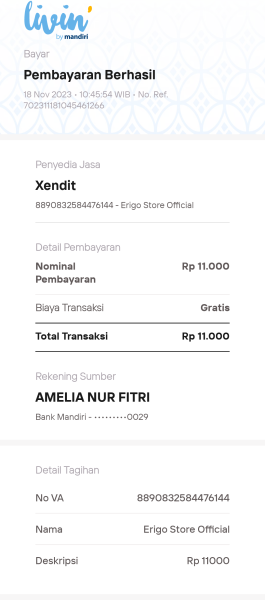 livin'
by mandiri
Bayar
Pembayaran Berhasil
18 Nov 2023 • 10:45:54 WIB • No. Ref.
702311181045461266
Penyedia Jasa
Xendit
8890832584476144 - Erigo Store Official
Detail Pembayaran
Nominal Rp 11.000
Pembayaran
Biaya Transaksi Gratis
Total Transaksi Rp 11.000
Rekening Sumber
AMELIA NUR FITRI
Bank Mandiri - •••••••••0029
Detail Tagihan
No VA 8890832584476144
Nama Erigo Store Official
Deskripsi Rp 11000